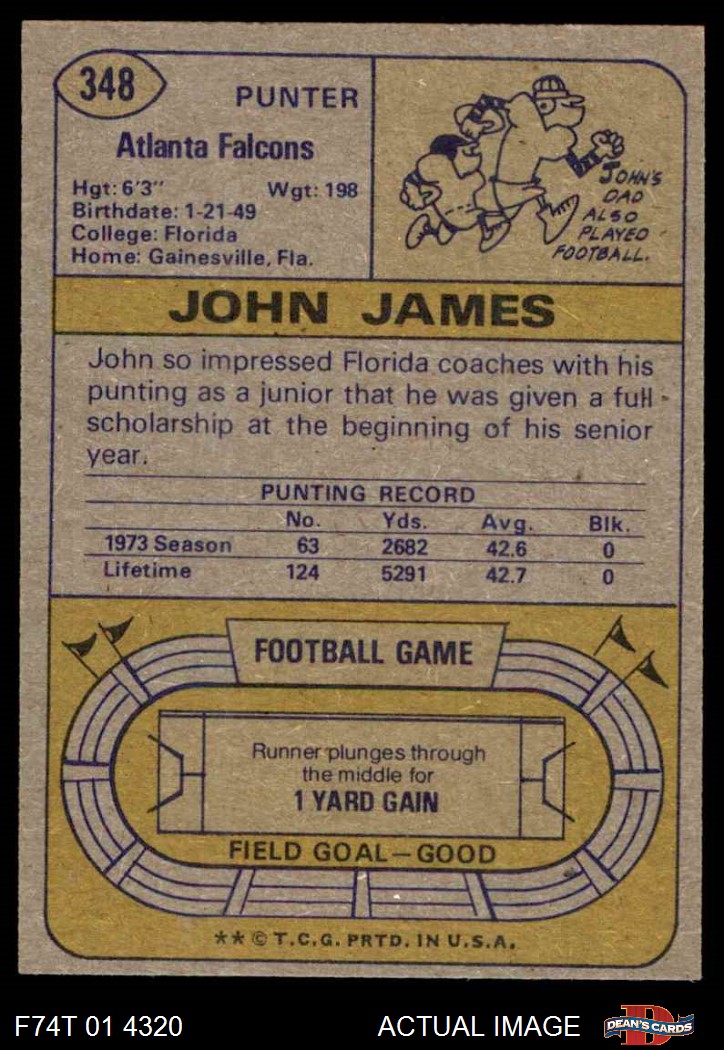 348
PUNTER
Atlanta Falcons
Hgt: 6'3" Wgt: 198
Birthdate: 1-21-49
College: Florida
Home: Gainesville, Fla.
JOHN'S
DAD
ALSO
PLAYED
FOOTBALL.
JOHN JAMES
John so impressed Florida coaches with his
punting as a junior that he was given a full
scholarship at the beginning of his senior
year.
PUNTING RECORD
No. Yds. Avg. Blk.
1973 Season 63 2682 42.6 0
Lifetime 124 5291 42.7 0
FOOTBALL GAME
Runner plunges through
the middle for
1 YARD GAIN
FIELD GOAL—GOOD
** © T.C.G. PRTD. IN U.S.A.
F74T 01 4320 ACTUAL IMAGE
D
DEAN'S CARDS